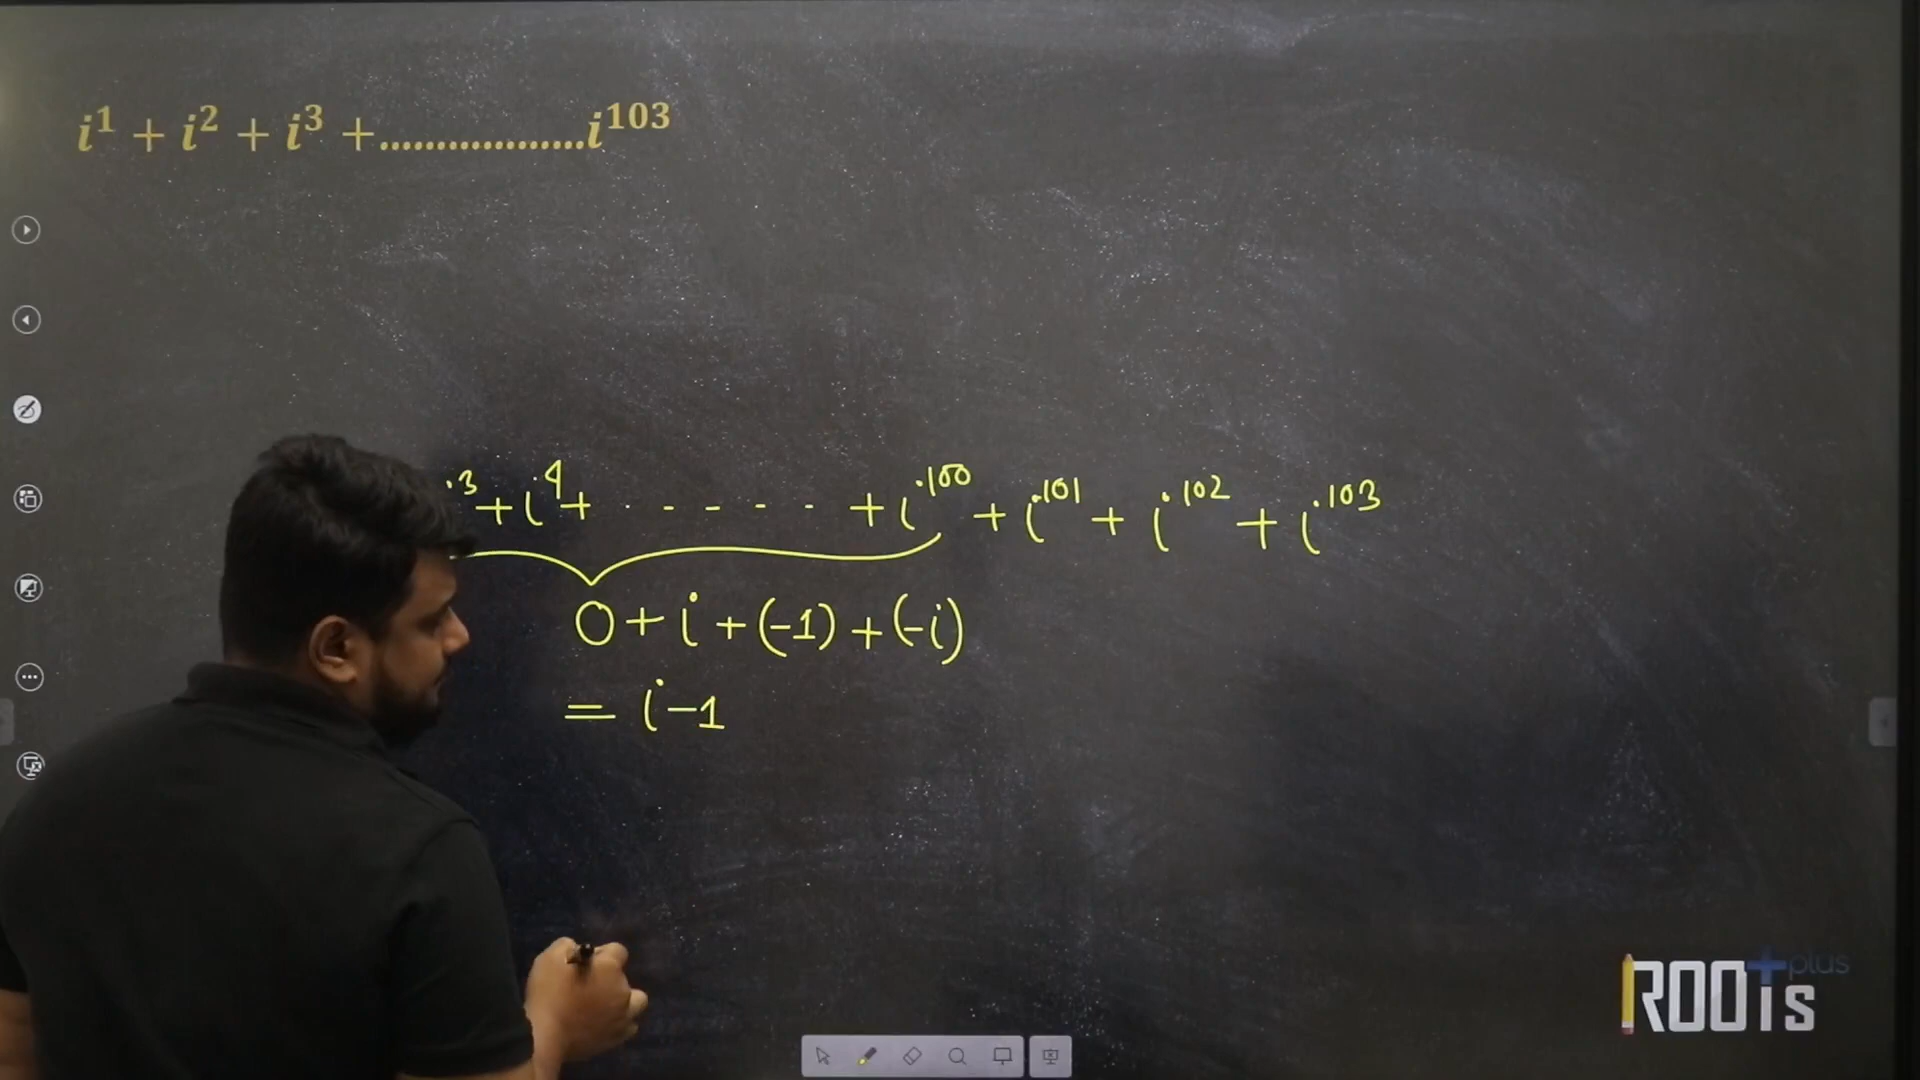 i¹ + i² + i³ +..................i¹⁰³
³ + i⁴ + · - - - - · + i¹⁰⁰ + i¹⁰¹ + i¹⁰² + i¹⁰³
0 + i + (-1) + (-i)
= i - 1
ROOTs plus